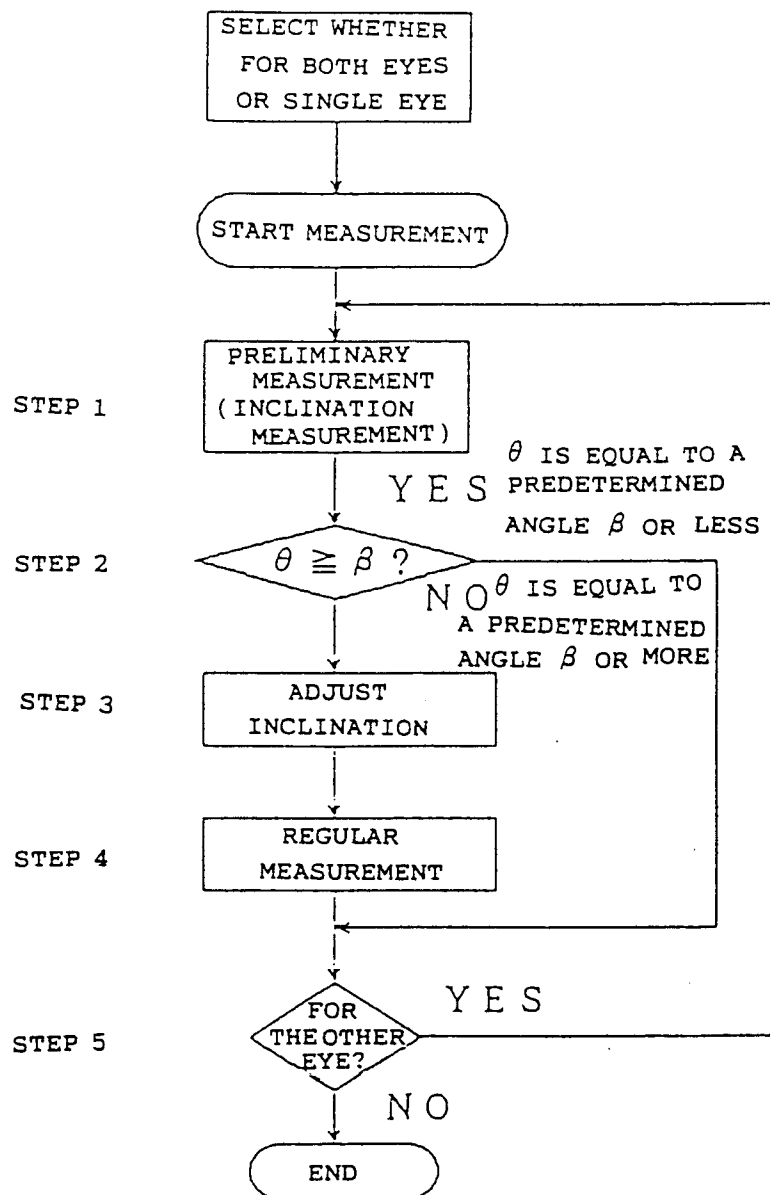 SELECT WHETHER
FOR BOTH EYES
OR SINGLE EYE
START MEASUREMENT
STEP 1
PRELIMINARY
MEASUREMENT
(INCLINATION
MEASUREMENT)
YES
θ IS EQUAL TO A
PREDETERMINED
ANGLE β OR LESS
STEP 2
θ ≧ β ?
NO
θ IS EQUAL TO
A PREDETERMINED
ANGLE β OR MORE
STEP 3
ADJUST
INCLINATION
STEP 4
REGULAR
MEASUREMENT
STEP 5
FOR
THE OTHER
EYE?
YES
NO
END